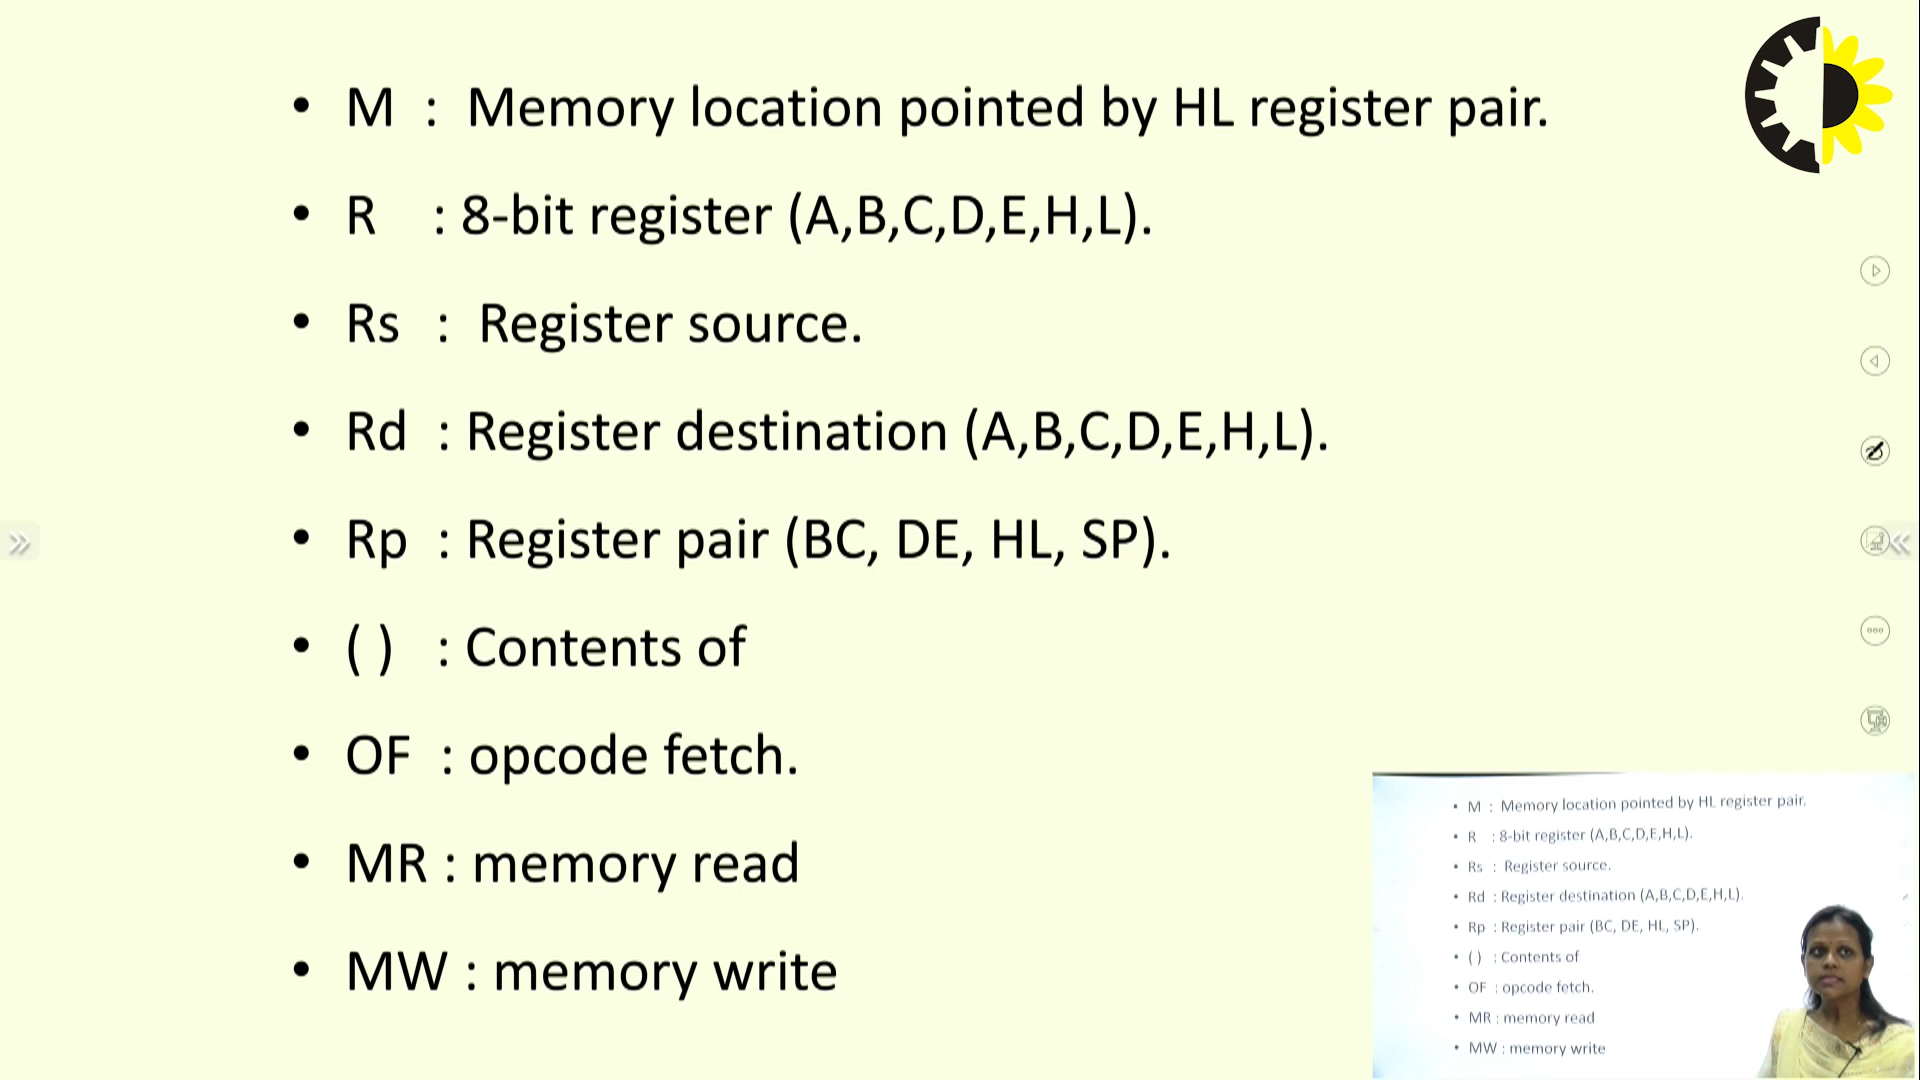 • M : Memory location pointed by HL register pair.
• R : 8-bit register (A,B,C,D,E,H,L).
• Rs : Register source.
• Rd : Register destination (A,B,C,D,E,H,L).
• Rp : Register pair (BC, DE, HL, SP).
• ( ) : Contents of
• OF : opcode fetch.
• MR : memory read
• MW : memory write
• M : Memory location pointed by HL register pair.
• R : 8-bit register (A,B,C,D,E,H,L).
• Rs : Register source.
• Rd : Register destination (A,B,C,D,E,H,L).
• Rp : Register pair (BC, DE, HL, SP).
• ( ) : Contents of
• OF : opcode fetch.
• MR : memory read
• MW : memory write